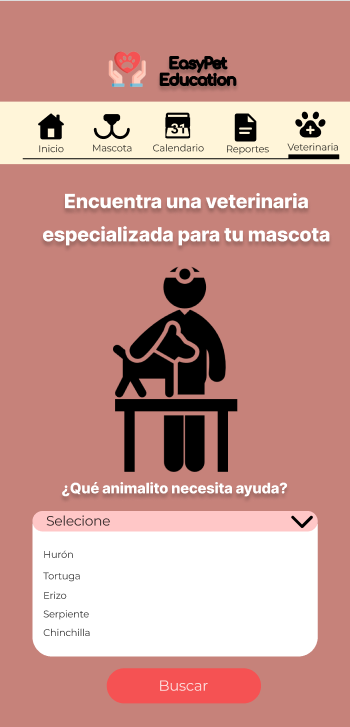 EasyPet
Education
31
Inicio
Mascota
Calendario
Reportes
Veterinaria
Encuentra una veterinaria
especializada para tu mascota
¿Qué animalito necesita ayuda?
Selecione
Hurón
Tortuga
Erizo
Serpiente
Chinchilla
Buscar